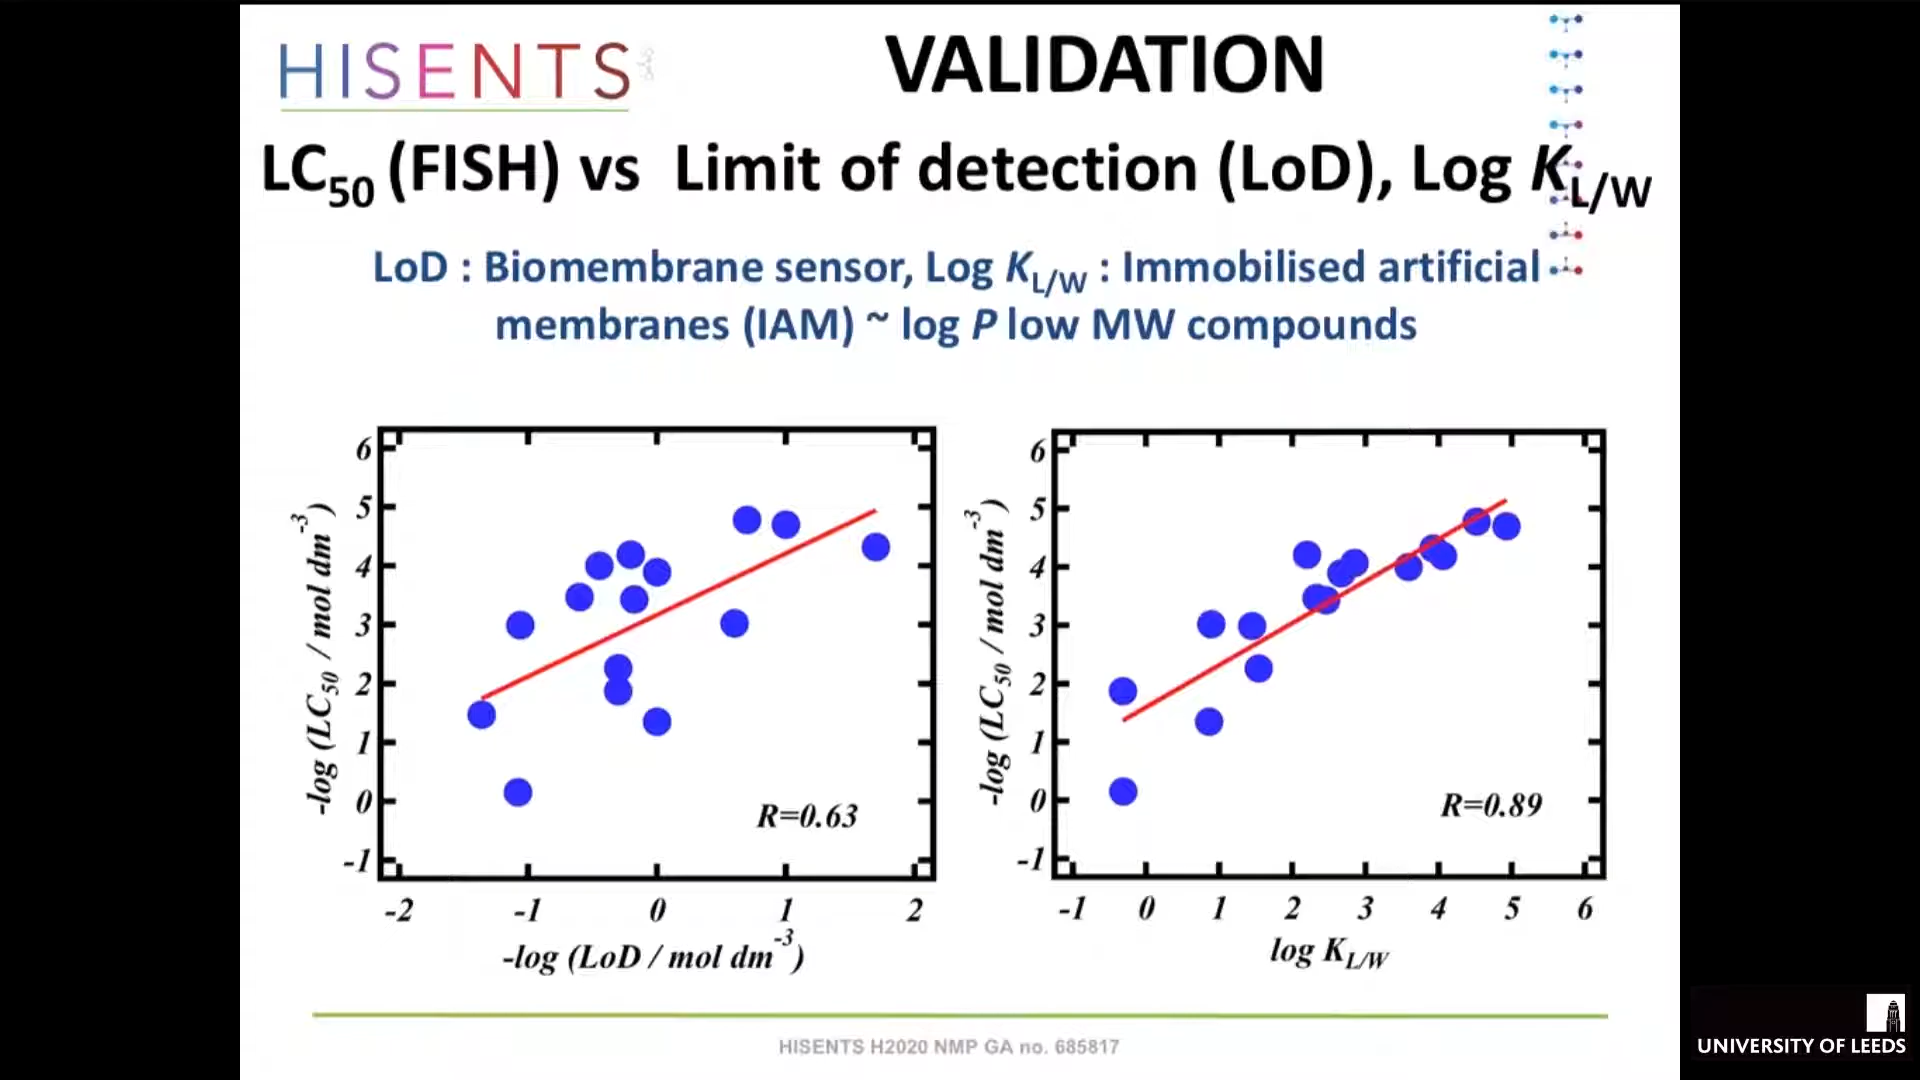 HISENTS
VALIDATION
LC50 (FISH) vs Limit of detection (LoD), Log KL/W
LoD : Biomembrane sensor, Log KL/W : Immobilised artificial
membranes (IAM) ~ log P low MW compounds
6
5
4
3
2
1
0
-1
-log (LC50 / mol dm-3)
R=0.63
-2 -1 0 1 2
-log (LoD / mol dm-3)
6
5
4
3
2
1
0
-1
-log (LC50 / mol dm-3)
R=0.89
-1 0 1 2 3 4 5 6
log KL/W
HISENTS H2020 NMP GA no. 685817
UNIVERSITY OF LEEDS